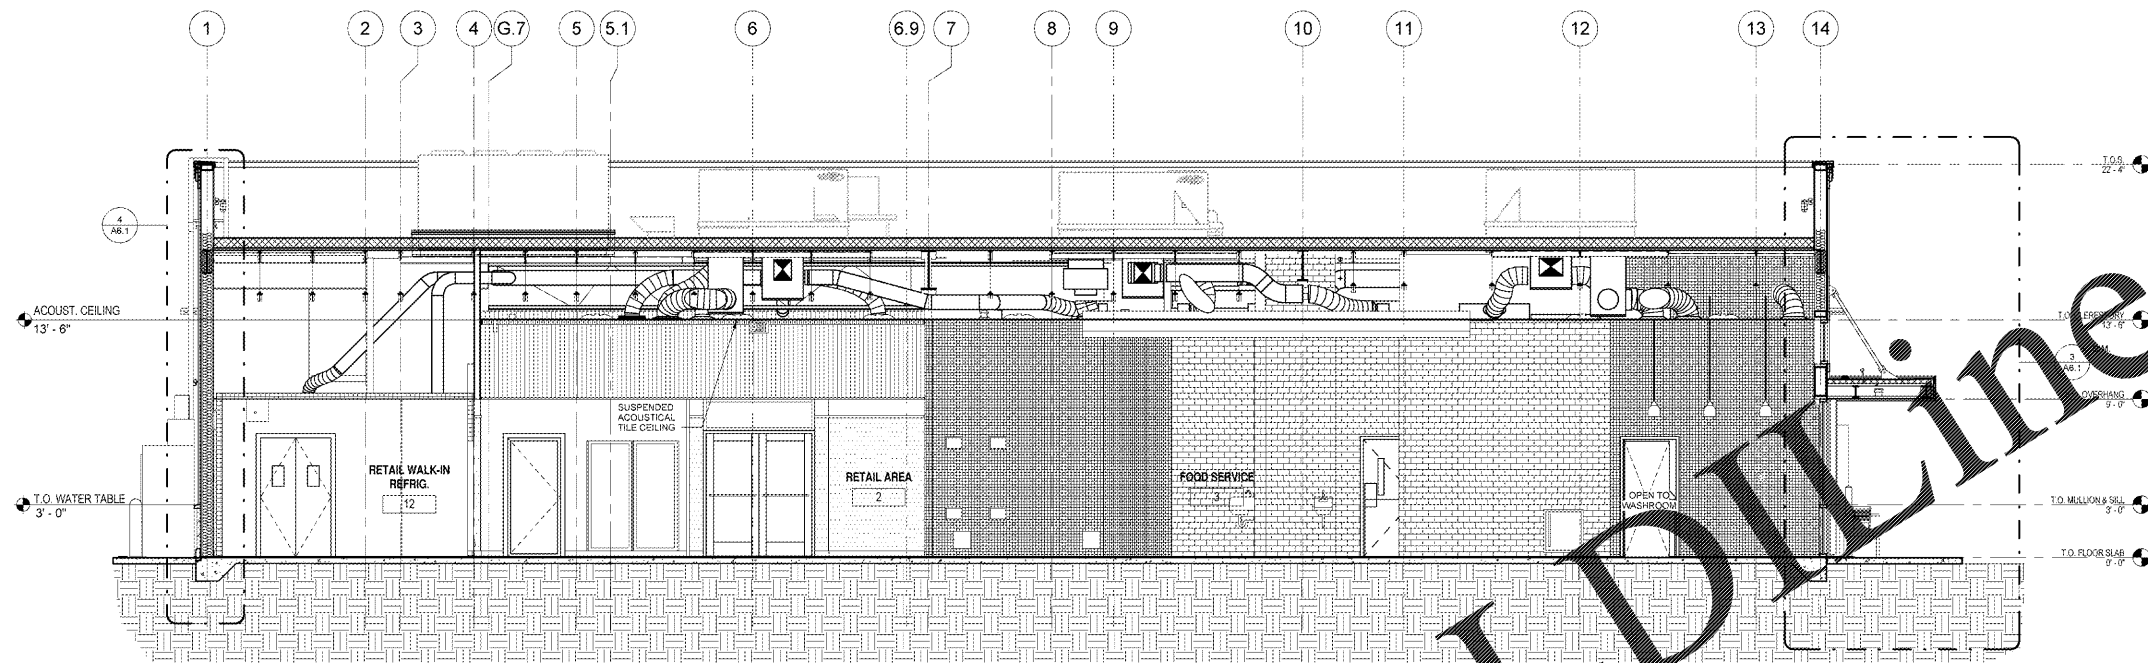 1 2 3 4 G.7 5 5.1 6 6.9 7 8 9 10 11 12 13 14
T.O.S.
22' - 4"
4
A6.1
ACOUST. CEILING
13' - 6"
13' - 6"
3
A6.1
SUSPENDED
ACOUSTICAL
TILE CEILING
OVERHANG
9' - 0"
RETAIL WALK-IN
REFRIG.
12
RETAIL AREA
2
FOOD SERVICE
3
OPEN TO
WASHROOM
T.O. WATER TABLE
3' - 0"
T.O. MULLION & SILL
3' - 0"
T.O. FLOOR SLAB
0' - 0"